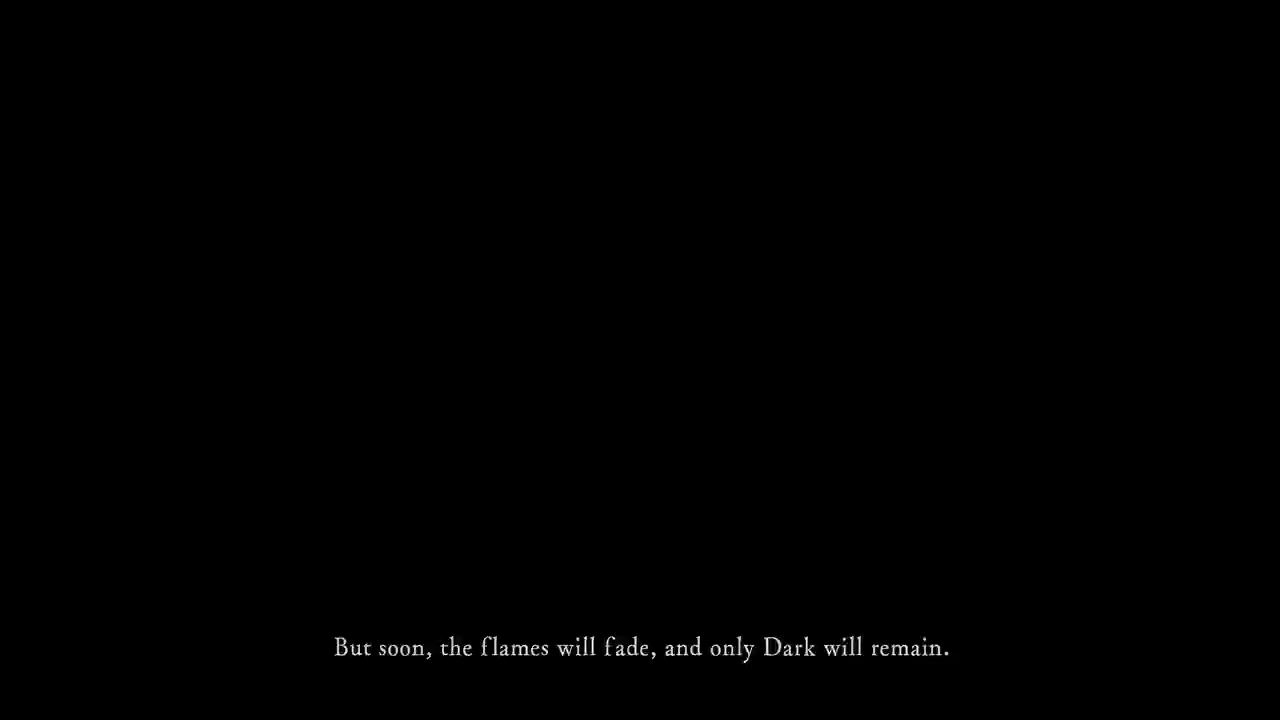 But soon, the flames will fade, and only Dark will remain.